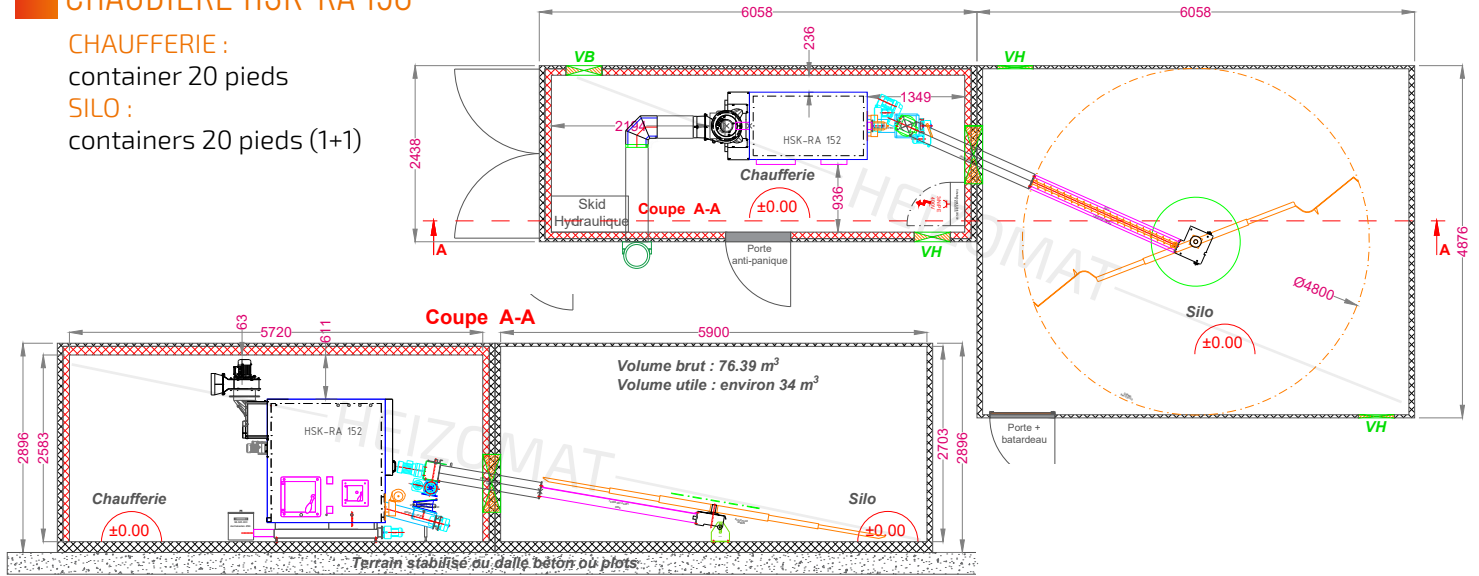 CHAUDIERE HSK-RA 150
CHAUFFERIE :
container 20 pieds
SILO :
containers 20 pieds (1+1)
6058
6058
236
VB
VH
1349
2194
2438
HSK-RA 152
Chaufferie
±0.00
936
Skid
Hydraulique
Coupe A-A
A
A
VH
Porte
anti-panique
HEIZOMAT
Ø4800
Silo
±0.00
4876
Porte +
batardeau
VH
Coupe A-A
63
5720
611
5900
Volume brut : 76.39 m³
Volume utile : environ 34 m³
HSK-RA 152
HEIZOMAT
2896
2583
2703
2896
Chaufferie
±0.00
Silo
±0.00
Terrain stabilisé ou dalle béton ou plots